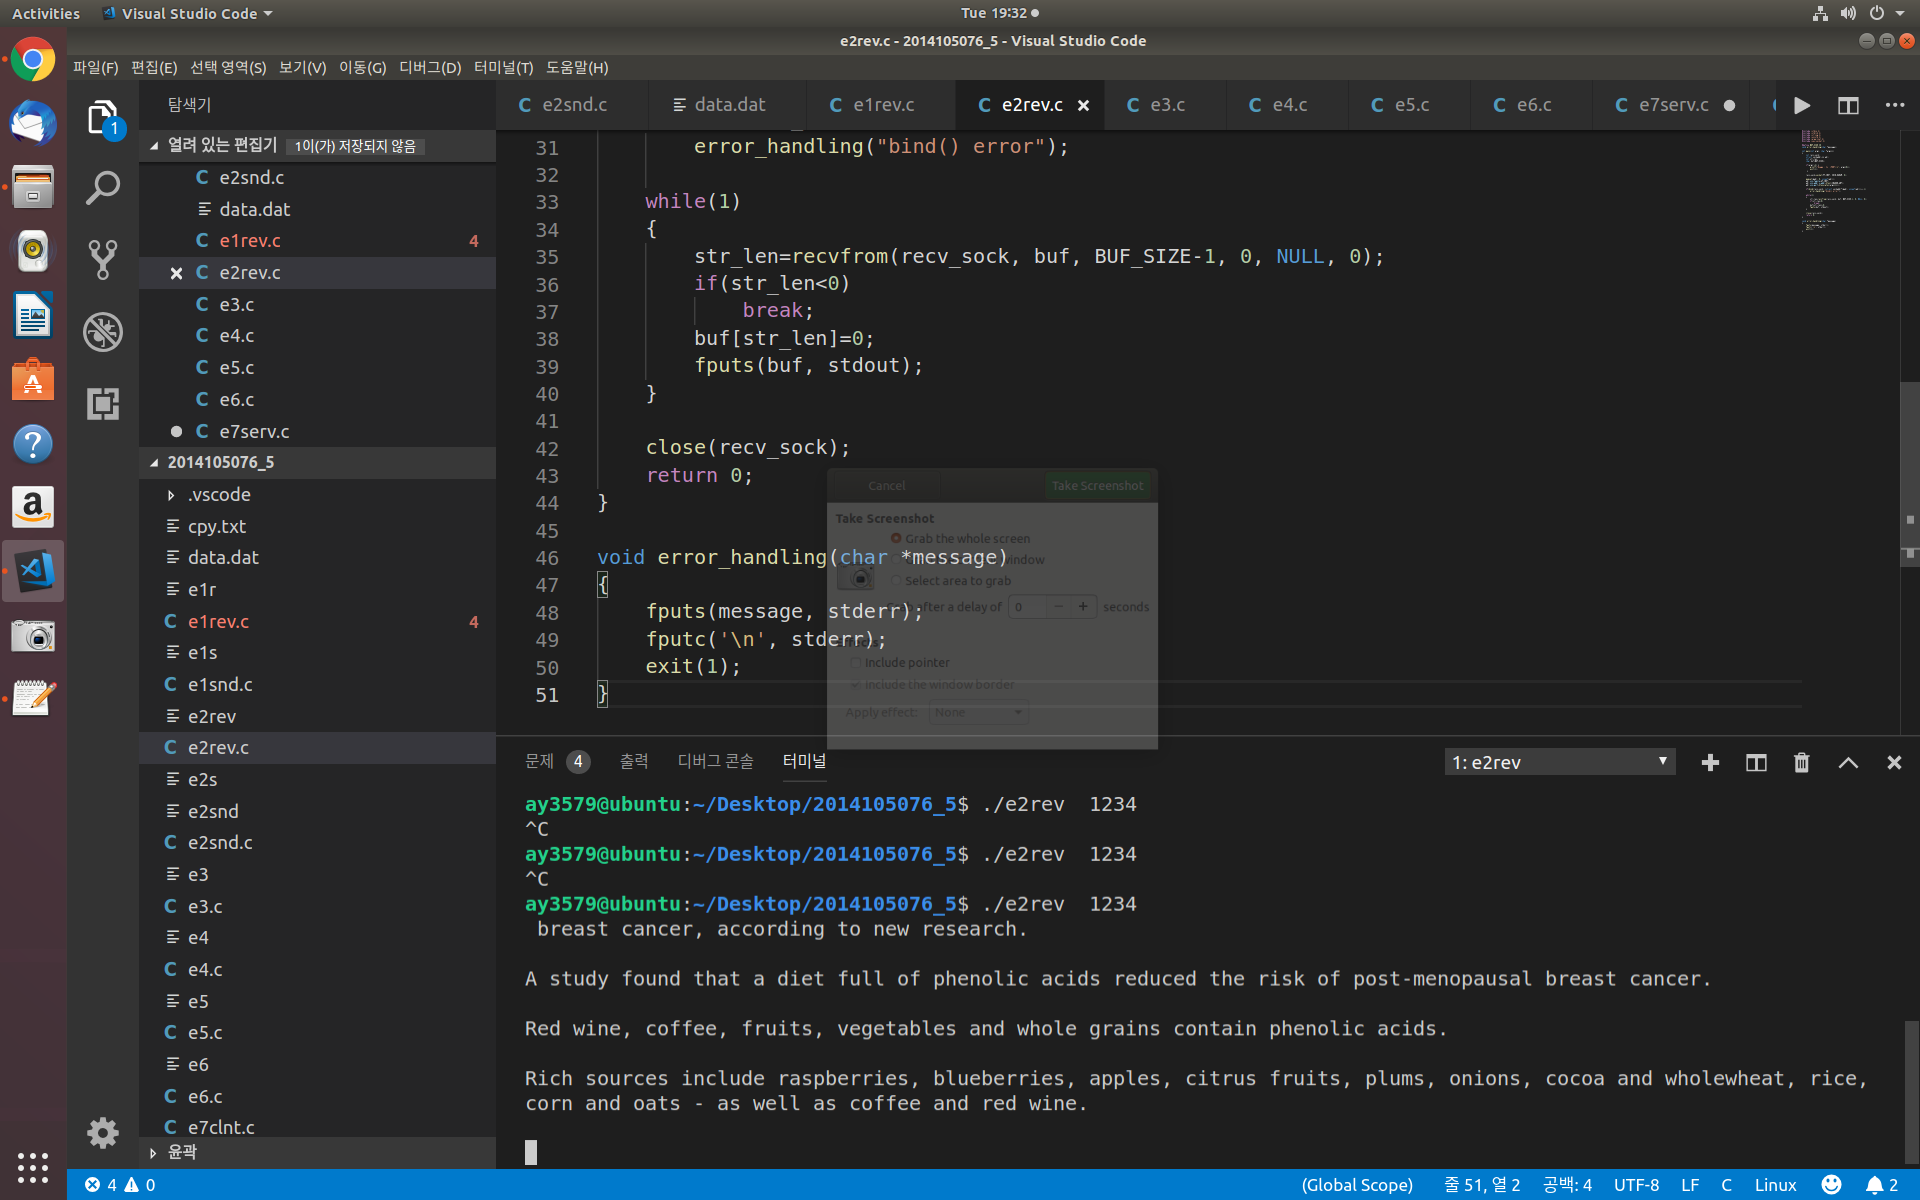 Activities Visual Studio Code Tue 19:32
e2rev.c - 2014105076_5 - Visual Studio Code
파일(F) 편집(E) 선택 영역(S) 보기(V) 이동(G) 디버그(D) 터미널(T) 도움말(H)
탐색기
열려 있는 편집기 1이(가) 저장되지 않음
C e2snd.c
data.dat
C e1rev.c 4
C e2rev.c
C e3.c
C e4.c
C e5.c
C e6.c
C e7serv.c
2014105076_5
.vscode
cpy.txt
data.dat
e1r
C e1rev.c 4
e1s
C e1snd.c
e2rev
C e2rev.c
e2s
e2snd
C e2snd.c
e3
C e3.c
e4
C e4.c
e5
C e5.c
e6
C e6.c
C e7clnt.c
윤곽
1
C e2snd.c data.dat C e1rev.c C e2rev.c C e3.c C e4.c C e5.c C e6.c C e7serv.c
31 error_handling("bind() error");
32
33 while(1)
34 {
35 str_len=recvfrom(recv_sock, buf, BUF_SIZE-1, 0, NULL, 0);
36 if(str_len<0)
37 break;
38 buf[str_len]=0;
39 fputs(buf, stdout);
40 }
41
42 close(recv_sock);
43 return 0;
44 }
45
46 void error_handling(char *message)
47 {
48 fputs(message, stderr);
49 fputc('\n', stderr);
50 exit(1);
51 }
Cancel Take Screenshot
Take Screenshot
Grab the whole screen
window
Select area to grab
after a delay of 0 − + seconds
Include pointer
Include the window border
Apply effect: None
문제 4 출력 디버그 콘솔 터미널 1: e2rev
ay3579@ubuntu:~/Desktop/2014105076_5$ ./e2rev 1234
^C
ay3579@ubuntu:~/Desktop/2014105076_5$ ./e2rev 1234
^C
ay3579@ubuntu:~/Desktop/2014105076_5$ ./e2rev 1234
breast cancer, according to new research.
A study found that a diet full of phenolic acids reduced the risk of post-menopausal breast cancer.
Red wine, coffee, fruits, vegetables and whole grains contain phenolic acids.
Rich sources include raspberries, blueberries, apples, citrus fruits, plums, onions, cocoa and wholewheat, rice,
corn and oats - as well as coffee and red wine.
4 0 (Global Scope) 줄 51, 열 2 공백: 4 UTF-8 LF C Linux 2